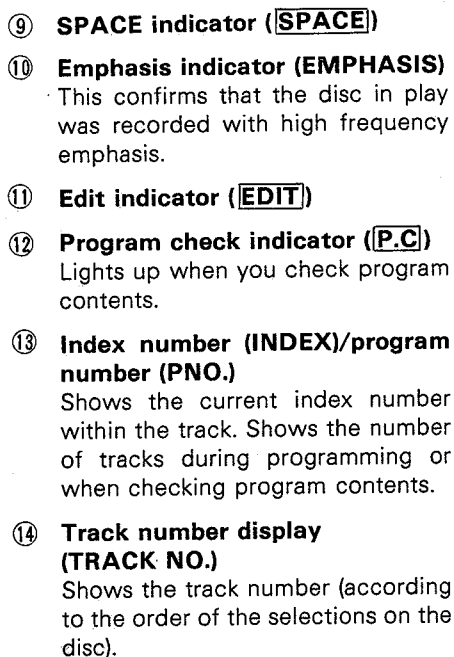 ⑨ SPACE indicator (SPACE)
⑩ Emphasis indicator (EMPHASIS)
This confirms that the disc in play
was recorded with high frequency
emphasis.
⑪ Edit indicator (EDIT)
⑫ Program check indicator (P.C)
Lights up when you check program
contents.
⑬ Index number (INDEX)/program
number (PNO.)
Shows the current index number
within the track. Shows the number
of tracks during programming or
when checking program contents.
⑭ Track number display
(TRACK NO.)
Shows the track number (according
to the order of the selections on the
disc).